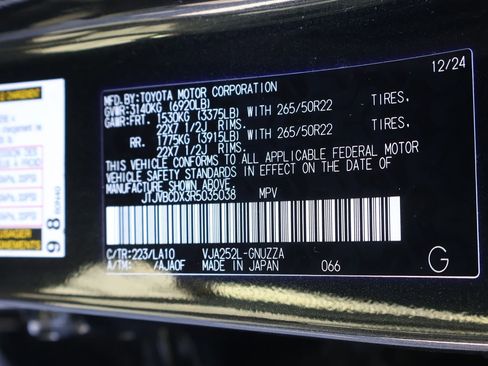 12/24
MFD.BY:TOYOTA MOTOR CORPORATION
GVWR:3140KG (6920LB)
GAWR:FRT. 1530KG (3375LB) WITH 265/50R22 TIRES,
22X7 1/2J RIMS.
RR. 1775KG (3915LB) WITH 265/50R22 TIRES,
22X7 1/2J RIMS.
THIS VEHICLE CONFORMS TO ALL APPLICABLE FEDERAL MOTOR
VEHICLE SAFETY STANDARDS IN EFFECT ON THE DATE OF
MANUFACTURE SHOWN ABOVE.
JTJVBCDX3R5035038 MPV
C/TR:223/LA10 VJA252L-GNUZZA
A/TM: /AJA0F MADE IN JAPAN 066
G
98